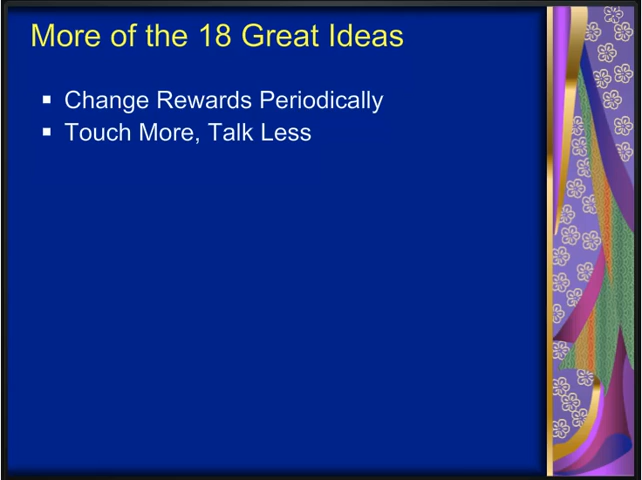 More of the 18 Great Ideas
▪ Change Rewards Periodically
▪ Touch More, Talk Less